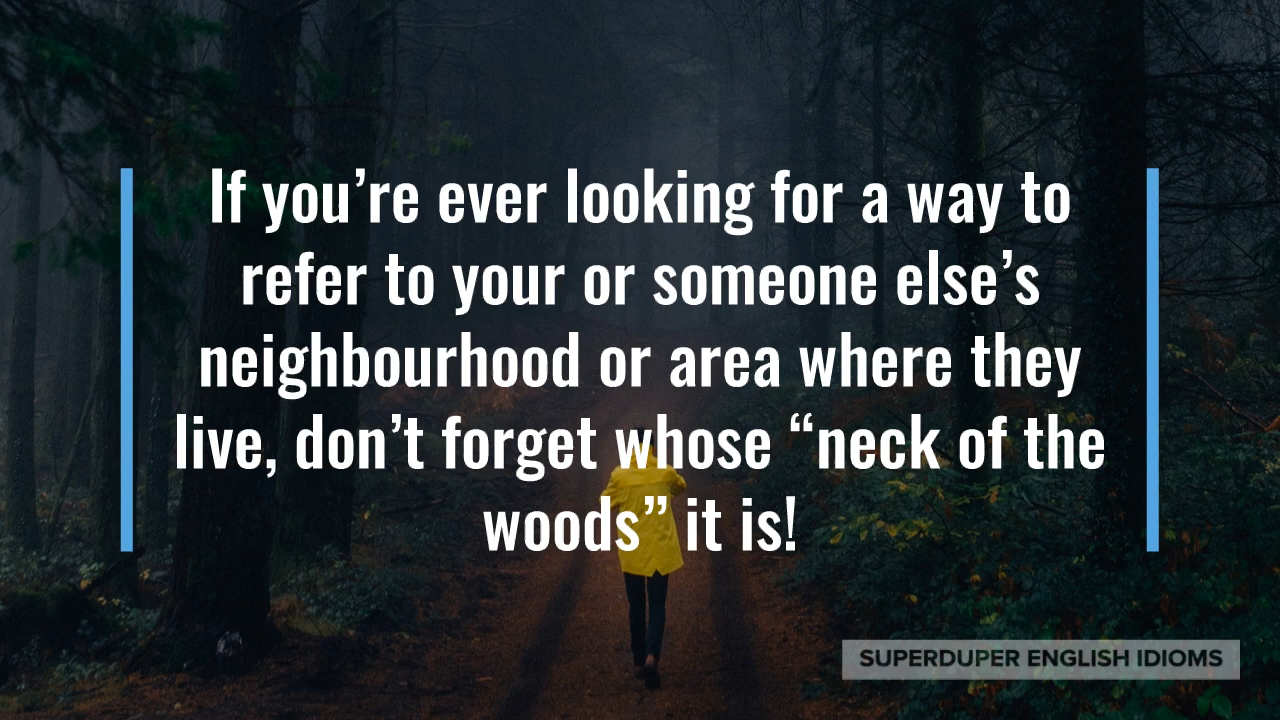 If you’re ever looking for a way to
refer to your or someone else’s
neighbourhood or area where they
live, don’t forget whose “neck of the
woods” it is!
SUPERDUPER ENGLISH IDIOMS